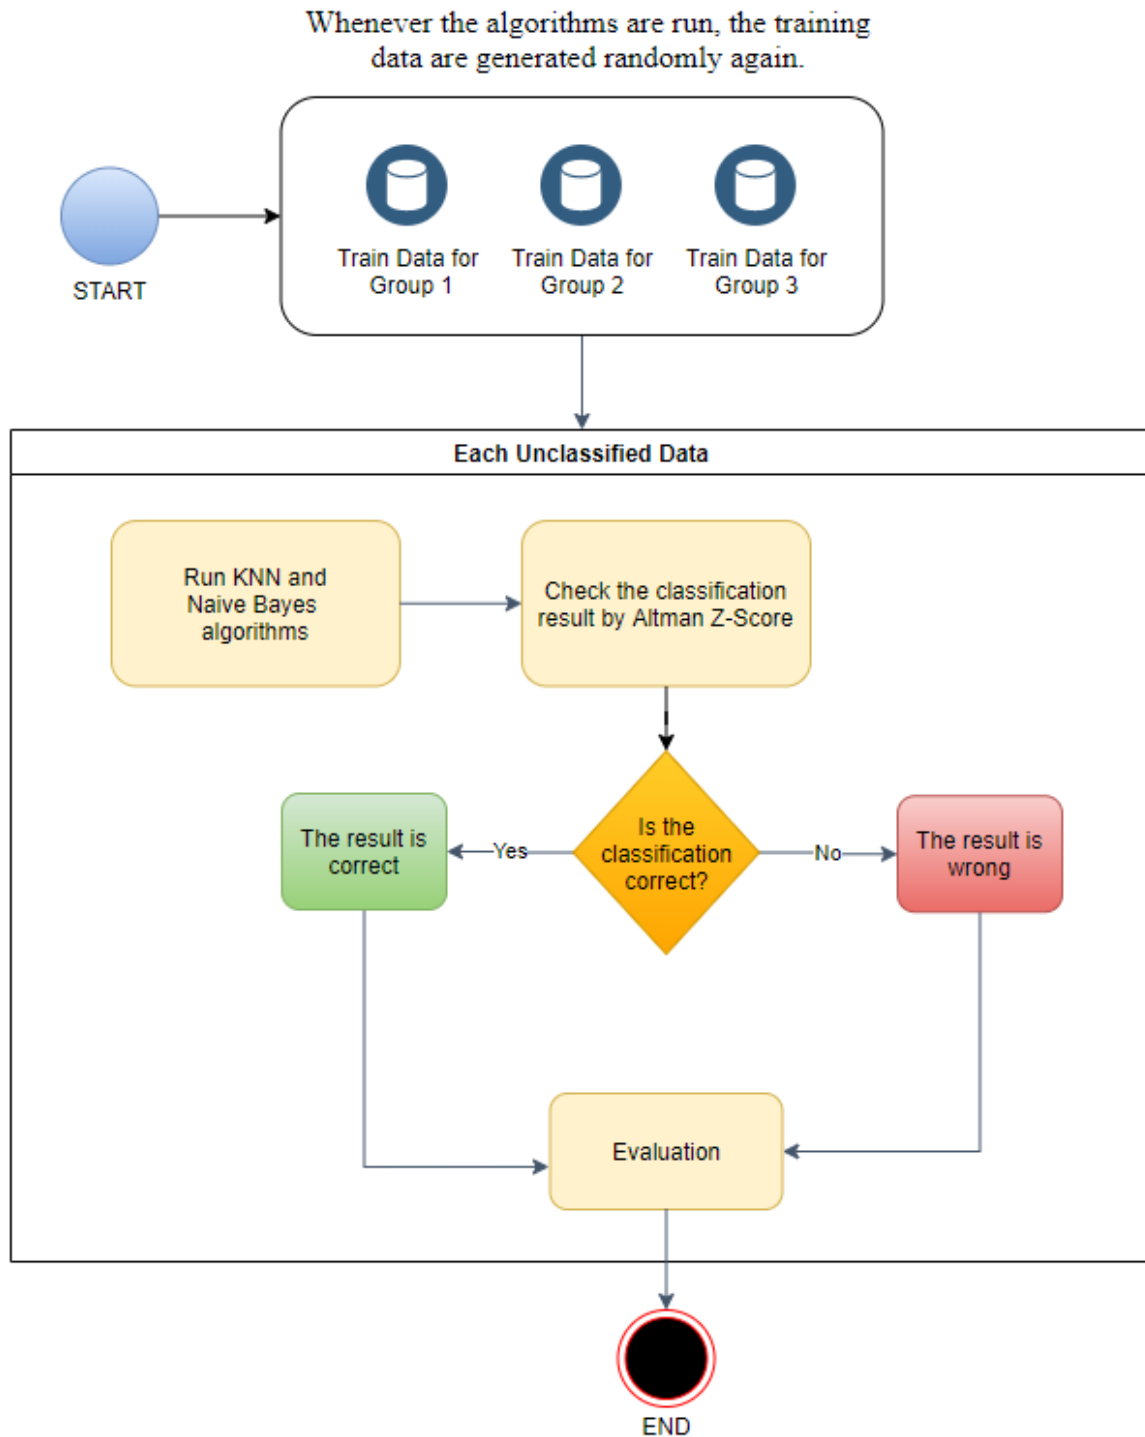 Whenever the algorithms are run, the training
data are generated randomly again.
START
Train Data for
Group 1
Train Data for
Group 2
Train Data for
Group 3
Each Unclassified Data
Run KNN and
Naive Bayes
algorithms
Check the classification
result by Altman Z-Score
Is the
classification
correct?
Yes
No
The result is
correct
The result is
wrong
Evaluation
END